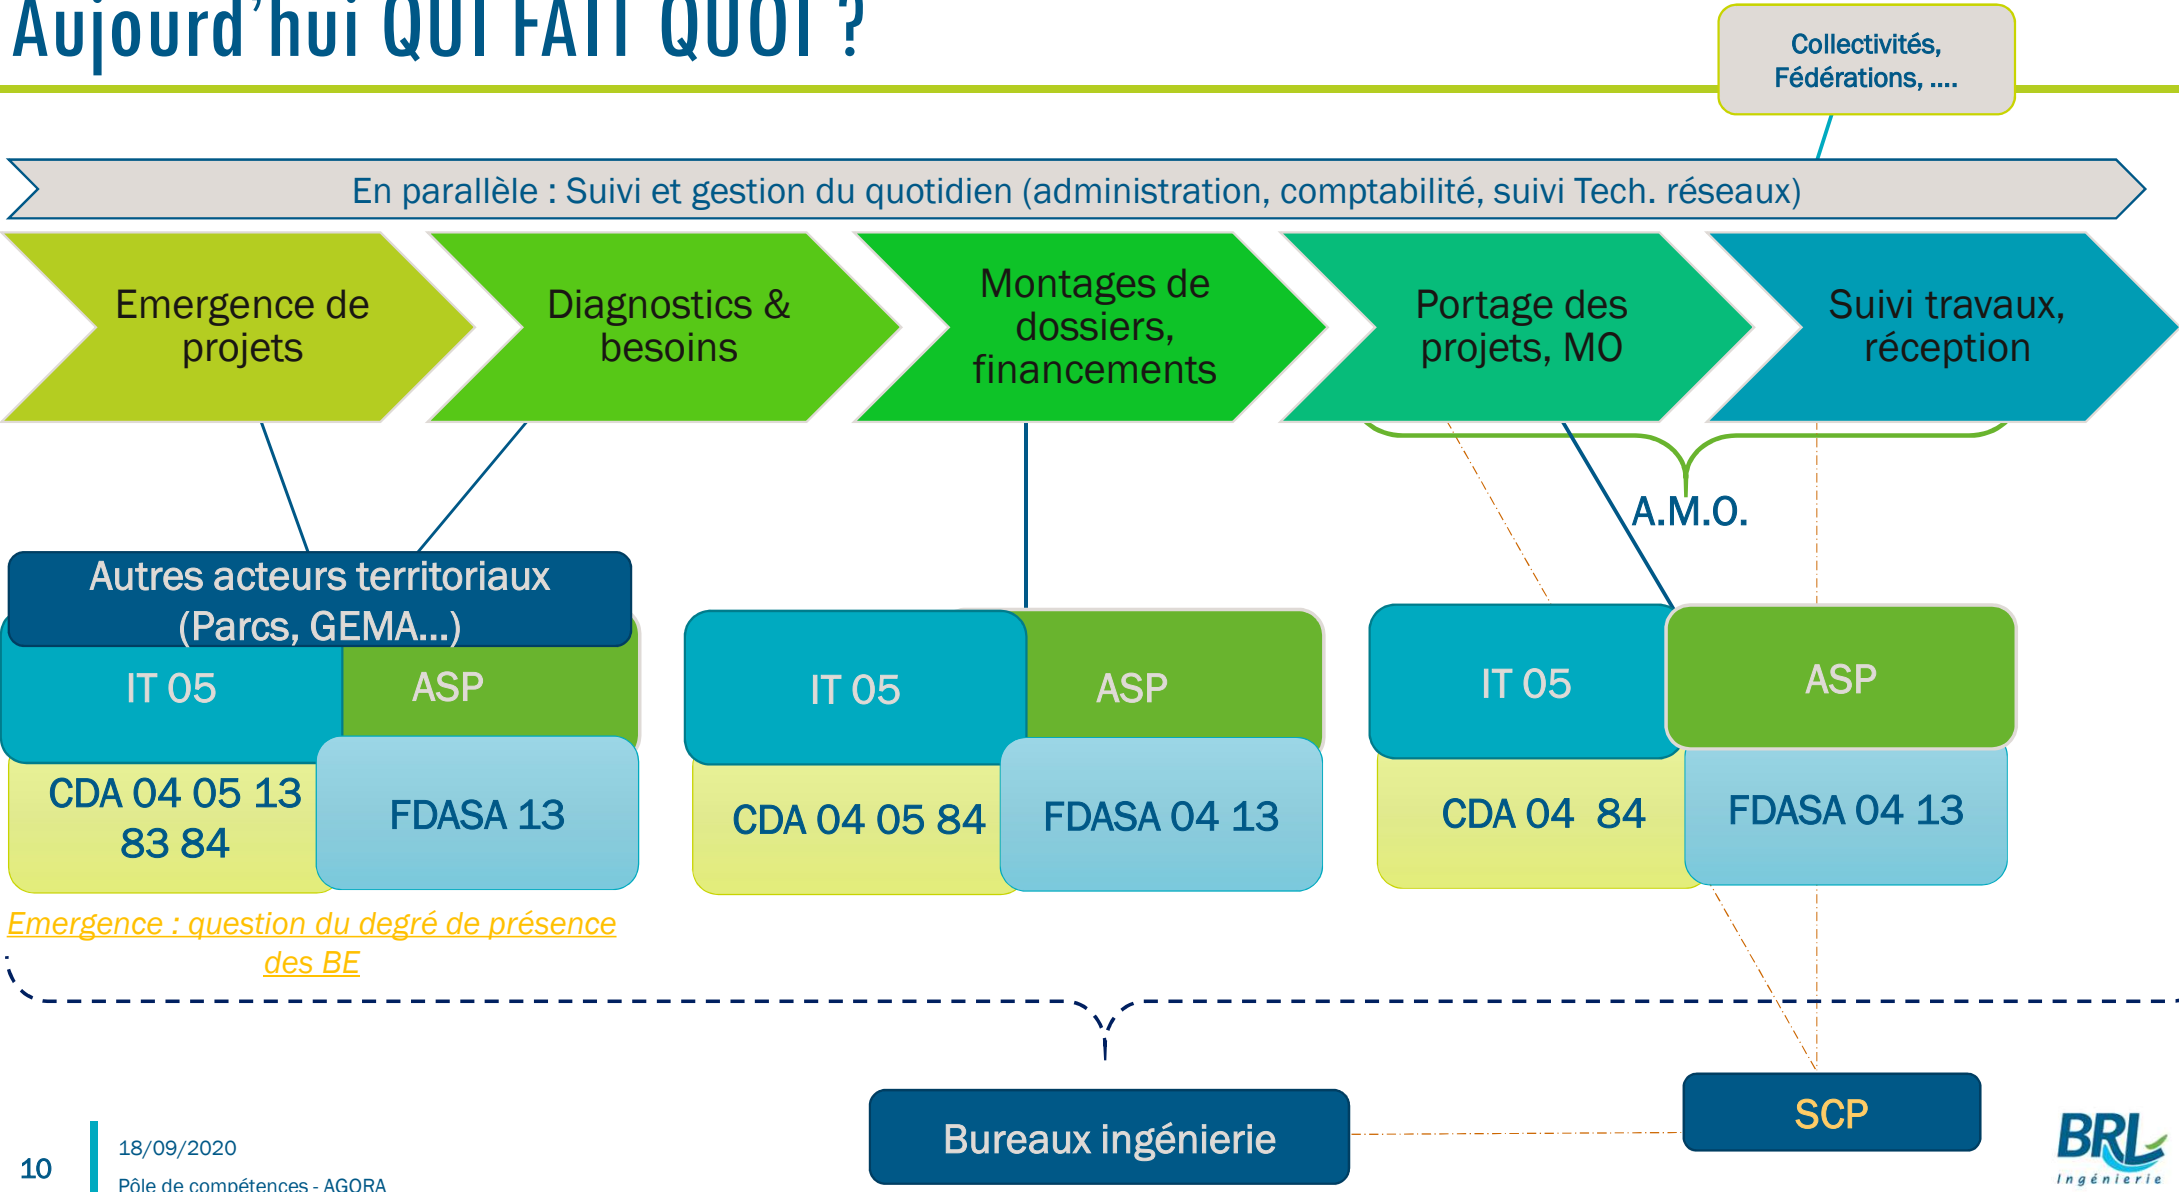 Aujourd'hui QUI FAIT QUOI ?
Collectivités,
Fédérations, ....
En parallèle : Suivi et gestion du quotidien (administration, comptabilité, suivi Tech. réseaux)
Emergence de
projets
Diagnostics &
besoins
Montages de
dossiers,
financements
Portage des
projets, MO
Suivi travaux,
réception
A.M.O.
Autres acteurs territoriaux
(Parcs, GEMA...)
IT 05
ASP
CDA 04 05 13
83 84
FDASA 13
IT 05
ASP
CDA 04 05 84
FDASA 04 13
IT 05
ASP
CDA 04  84
FDASA 04 13
Emergence : question du degré de présence
des BE
Bureaux ingénierie
SCP
10
18/09/2020
Pôle de compétences - AGORA
BRL
Ingénierie